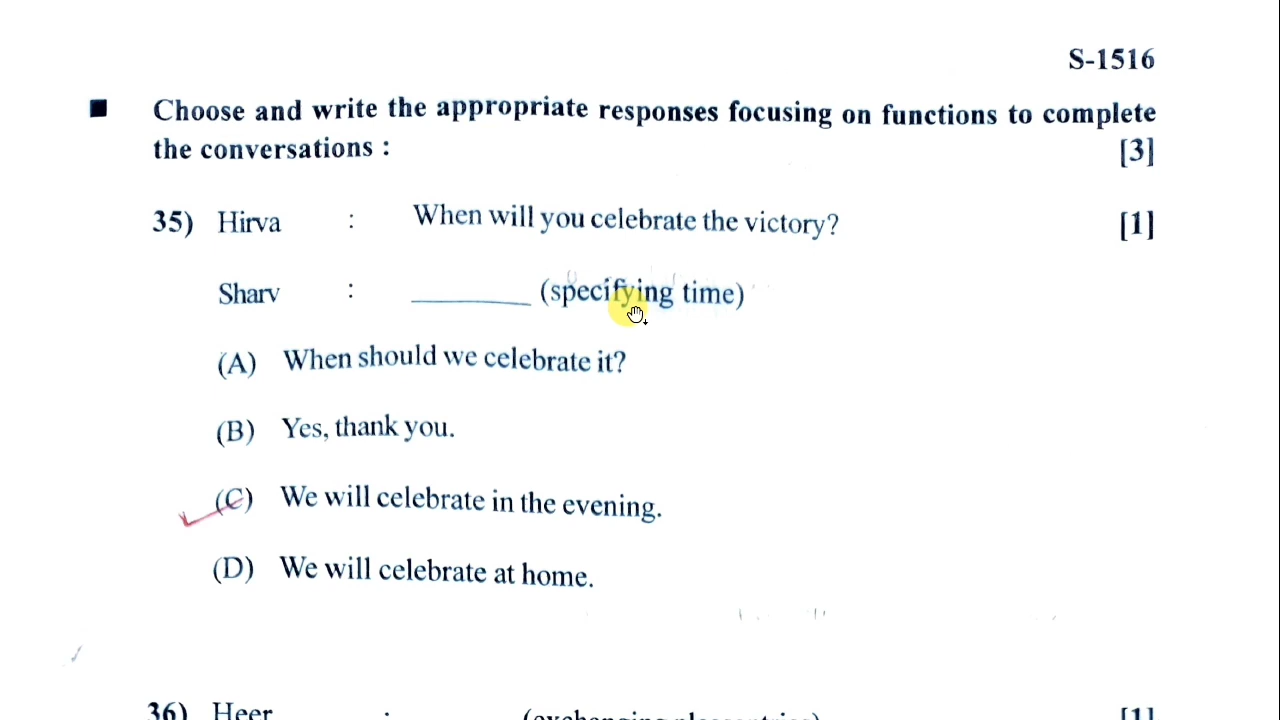 S-1516
■ Choose and write the appropriate responses focusing on functions to complete
the conversations : [3]
35) Hirva : When will you celebrate the victory? [1]
Sharv : ________ (specifying time)
(A) When should we celebrate it?
(B) Yes, thank you.
(C) We will celebrate in the evening.
(D) We will celebrate at home.
36) Heer : (exchanging pleasantries) [1]